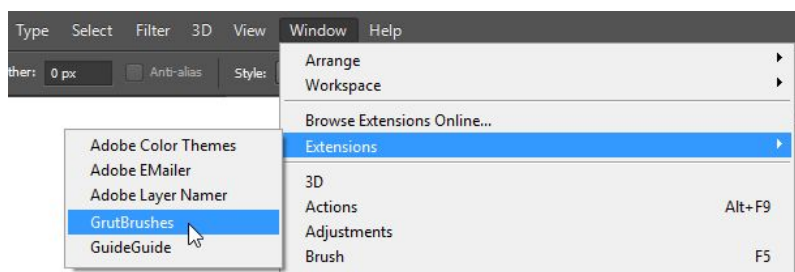 Type Select Filter 3D View Window Help
ther: 0 px Anti-alias Style:
Arrange
Workspace
Browse Extensions Online...
Extensions
Adobe Color Themes
Adobe EMailer
Adobe Layer Namer
GrutBrushes
GuideGuide
3D
Actions Alt+F9
Adjustments
Brush F5